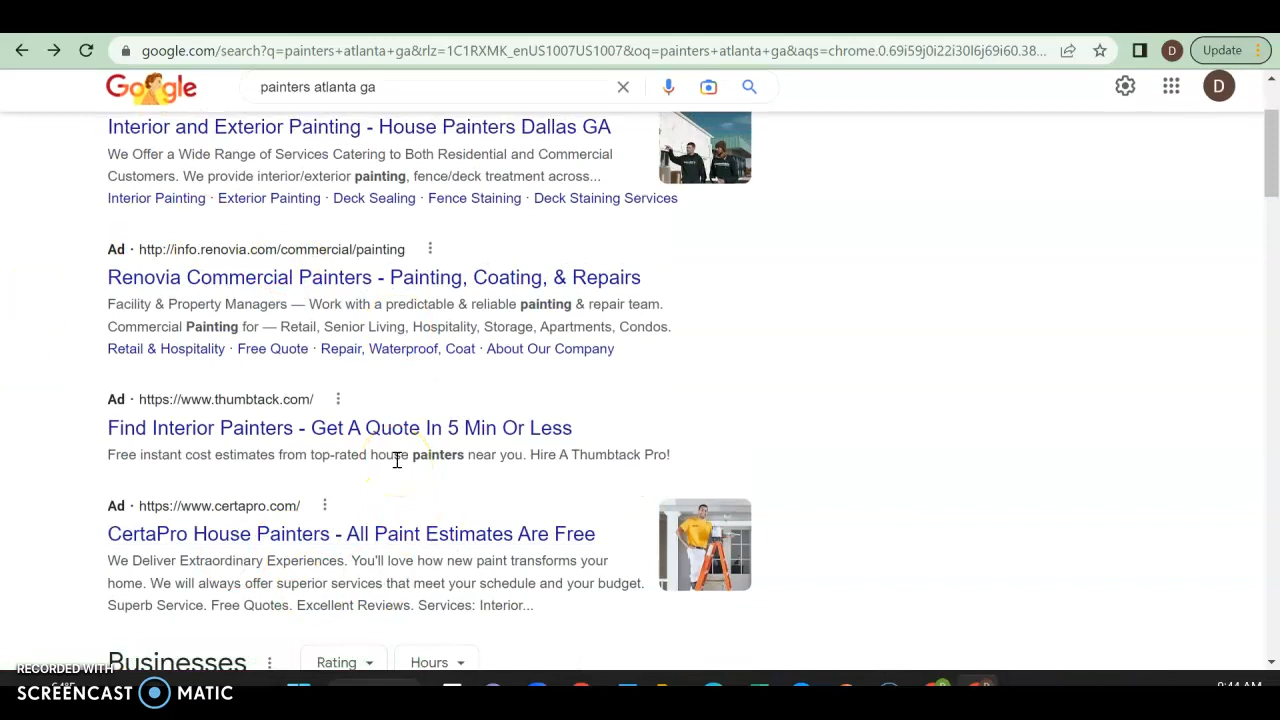 google.com/search?q=painters+atlanta+ga&rlz=1C1RXMK_enUS1007US1007&oq=painters+atlanta+ga&aqs=chrome.0.69i59j0i22i30l6j69i60.38...
D
Update
Google
painters atlanta ga
D
Interior and Exterior Painting - House Painters Dallas GA
We Offer a Wide Range of Services Catering to Both Residential and Commercial
Customers. We provide interior/exterior painting, fence/deck treatment across...
Interior Painting · Exterior Painting · Deck Sealing · Fence Staining · Deck Staining Services
Ad · http://info.renovia.com/commercial/painting
Renovia Commercial Painters - Painting, Coating, & Repairs
Facility & Property Managers — Work with a predictable & reliable painting & repair team.
Commercial Painting for — Retail, Senior Living, Hospitality, Storage, Apartments, Condos.
Retail & Hospitality · Free Quote · Repair, Waterproof, Coat · About Our Company
Ad · https://www.thumbtack.com/
Find Interior Painters - Get A Quote In 5 Min Or Less
Free instant cost estimates from top-rated house painters near you. Hire A Thumbtack Pro!
Ad · https://www.certapro.com/
CertaPro House Painters - All Paint Estimates Are Free
We Deliver Extraordinary Experiences. You'll love how new paint transforms your
home. We will always offer superior services that meet your schedule and your budget.
Superb Service. Free Quotes. Excellent Reviews. Services: Interior...
Businesses
Rating
Hours
RECORDED WITH
SCREENCAST MATIC